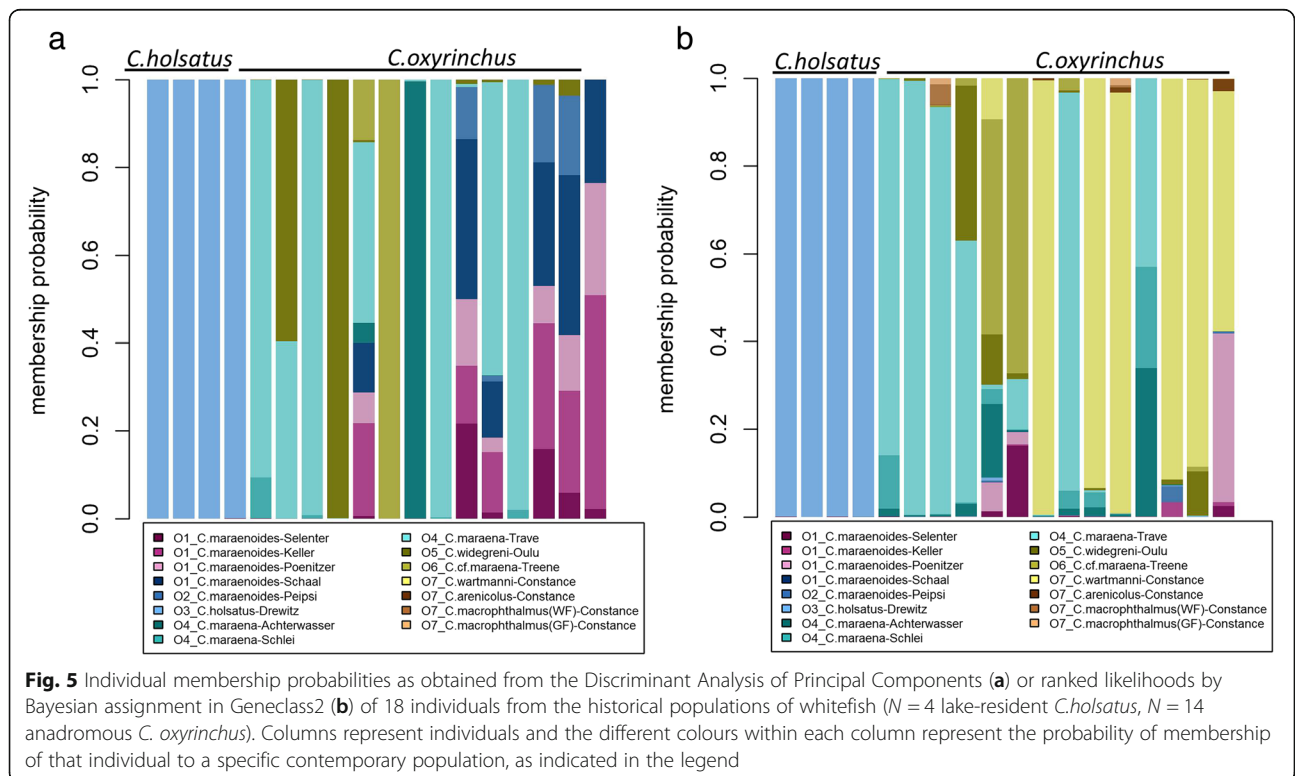 a
C.holsatus
C.oxyrinchus
membership probability
1.0
0.8
0.6
0.4
0.2
0.0
O1_C.maraenoides-Selenter
O1_C.maraenoides-Keller
O1_C.maraenoides-Poenitzer
O1_C.maraenoides-Schaal
O2_C.maraenoides-Peipsi
O3_C.holsatus-Drewitz
O4_C.maraena-Achterwasser
O4_C.maraena-Schlei
O4_C.maraena-Trave
O5_C.widegreni-Oulu
O6_C.cf.maraena-Treene
O7_C.wartmanni-Constance
O7_C.arenicolus-Constance
O7_C.macrophthalmus(WF)-Constance
O7_C.macrophthalmus(GF)-Constance
b
C.holsatus
C.oxyrinchus
membership probability
1.0
0.8
0.6
0.4
0.2
0.0
O1_C.maraenoides-Selenter
O1_C.maraenoides-Keller
O1_C.maraenoides-Poenitzer
O1_C.maraenoides-Schaal
O2_C.maraenoides-Peipsi
O3_C.holsatus-Drewitz
O4_C.maraena-Achterwasser
O4_C.maraena-Schlei
O4_C.maraena-Trave
O5_C.widegreni-Oulu
O6_C.cf.maraena-Treene
O7_C.wartmanni-Constance
O7_C.arenicolus-Constance
O7_C.macrophthalmus(WF)-Constance
O7_C.macrophthalmus(GF)-Constance
Fig. 5 Individual membership probabilities as obtained from the Discriminant Analysis of Principal Components (a) or ranked likelihoods by
Bayesian assignment in Geneclass2 (b) of 18 individuals from the historical populations of whitefish (N = 4 lake-resident C.holsatus, N = 14
anadromous C. oxyrinchus). Columns represent individuals and the different colours within each column represent the probability of membership
of that individual to a specific contemporary population, as indicated in the legend